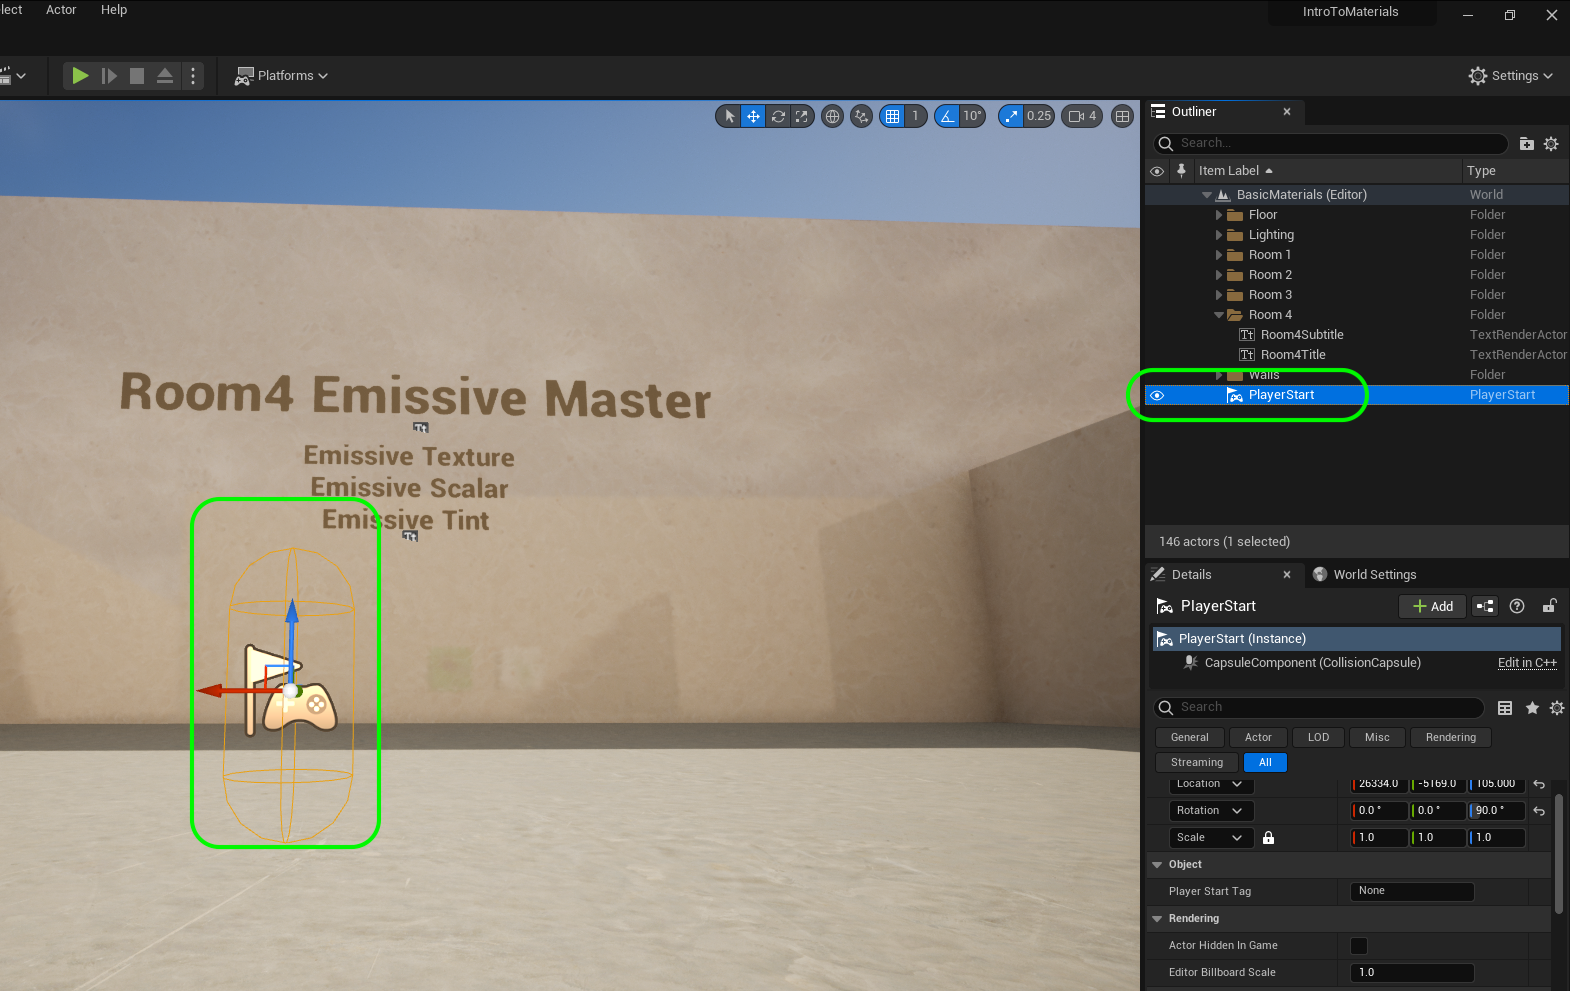 lect Actor Help
IntroToMaterials
Platforms
Settings
1 10° 0.25 4
Outliner
Search...
Item Label Type
BasicMaterials (Editor) World
Floor Folder
Lighting Folder
Room 1 Folder
Room 2 Folder
Room 3 Folder
Room 4 Folder
Tt Room4Subtitle TextRenderActor
Tt Room4Title TextRenderActor
Walls Folder
PlayerStart PlayerStart
146 actors (1 selected)
Room4 Emissive Master
Tt
Emissive Texture
Emissive Scalar
Emissive Tint
Tt
Details World Settings
PlayerStart Add
PlayerStart (Instance)
CapsuleComponent (CollisionCapsule) Edit in C++
Search
General Actor LOD Misc Rendering
Streaming All
Location 26334.0 -5169.0 105.000
Rotation 0.0 ° 0.0 ° 90.0 °
Scale 1.0 1.0 1.0
Object
Player Start Tag None
Rendering
Actor Hidden In Game
Editor Billboard Scale 1.0